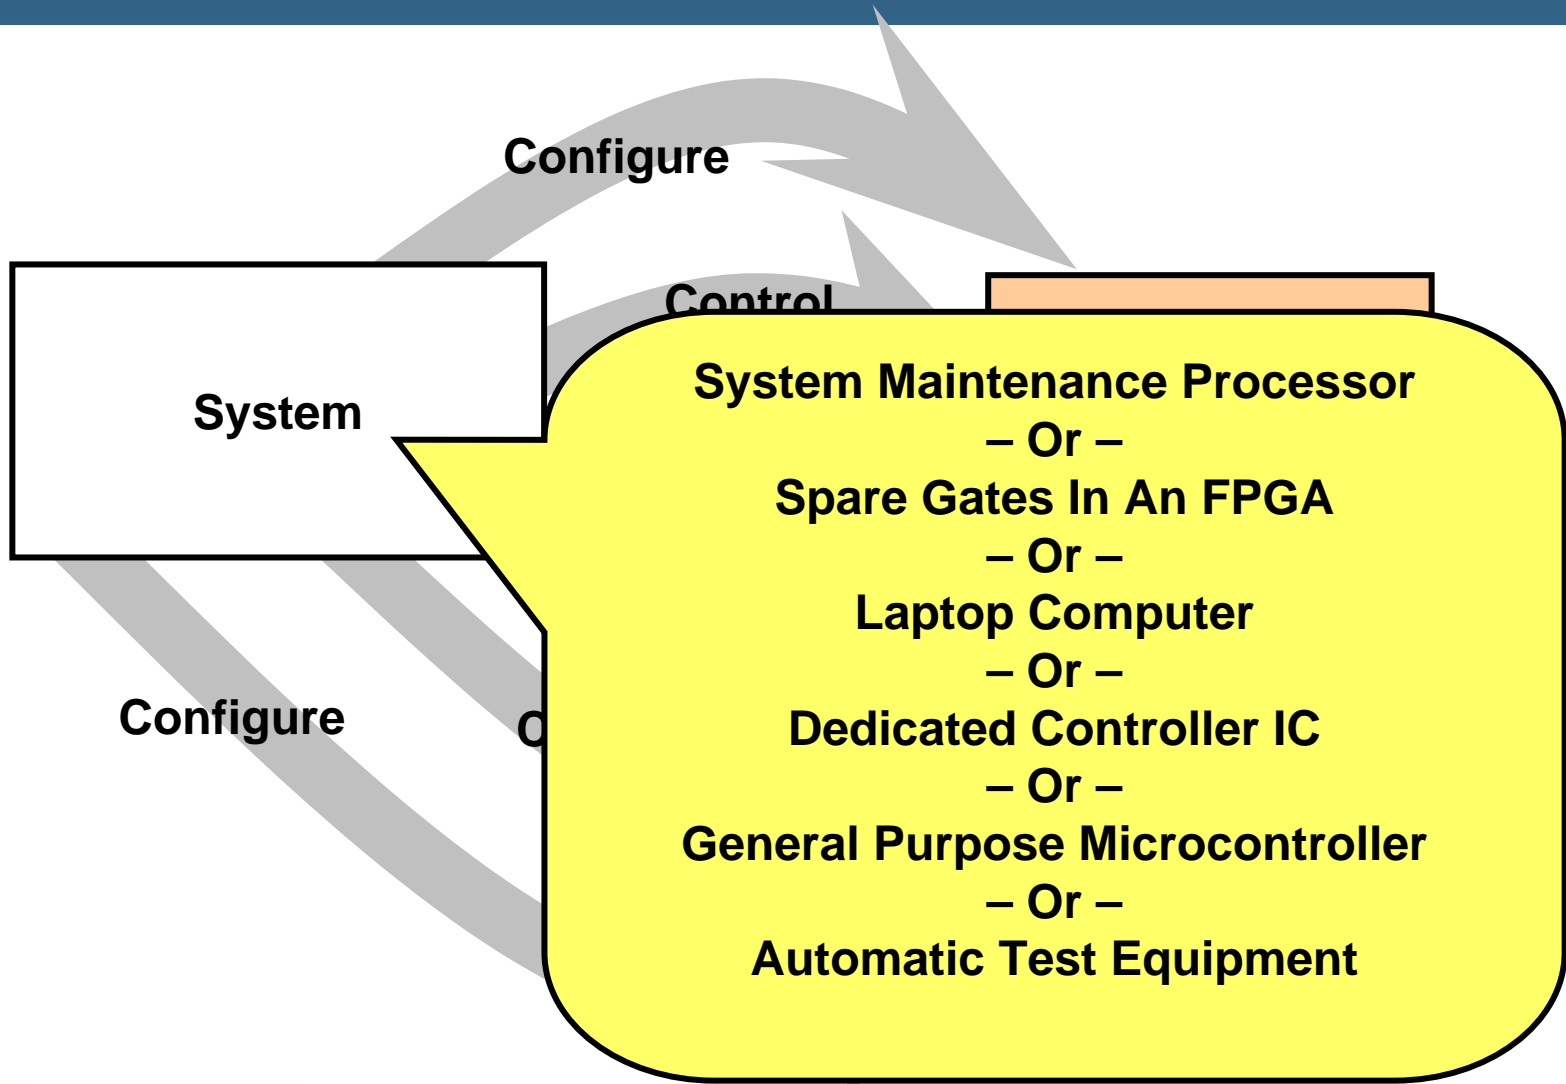 Configure
Control
System
System Maintenance Processor
– Or –
Spare Gates In An FPGA
– Or –
Laptop Computer
– Or –
Configure
Dedicated Controller IC
– Or –
General Purpose Microcontroller
– Or –
Automatic Test Equipment